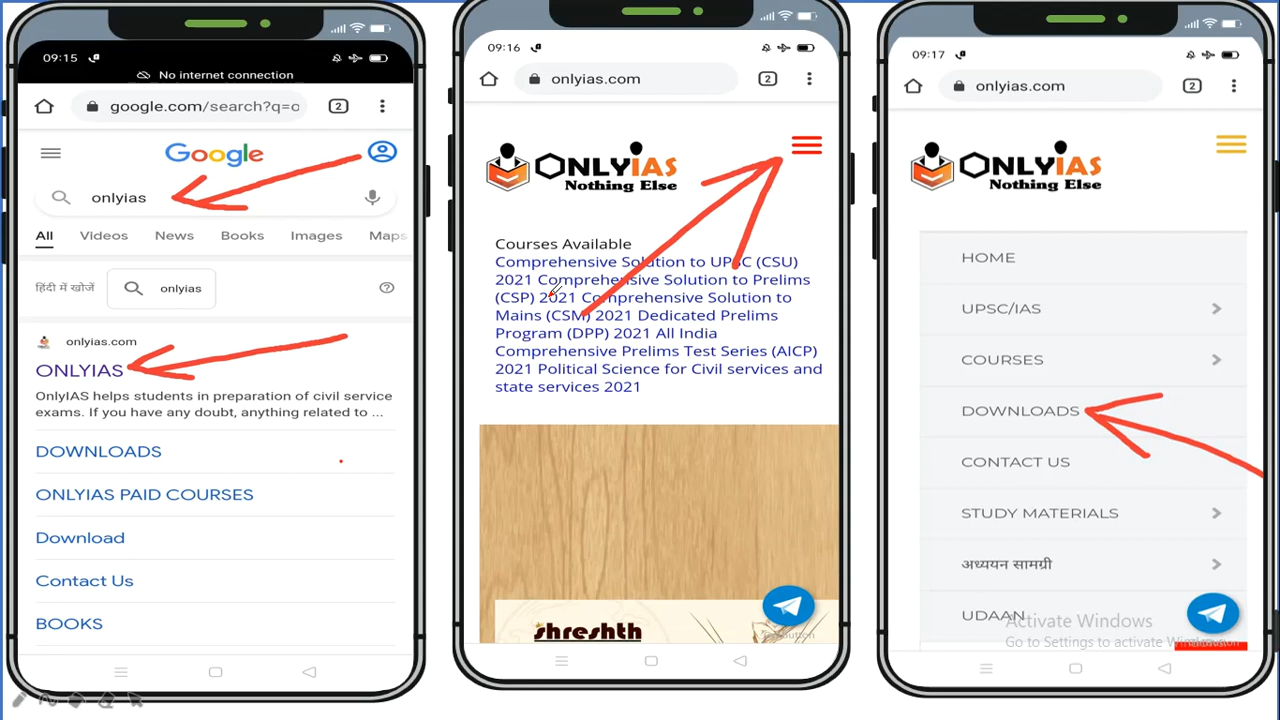 09:15
No internet connection
google.com/search?q=o
2
Google
onlyias
All Videos News Books Images Maps
हिंदी में खोजें
onlyias
onlyias.com
ONLYIAS
OnlyIAS helps students in preparation of civil service
exams. If you have any doubt, anything related to ...
DOWNLOADS
ONLYIAS PAID COURSES
Download
Contact Us
BOOKS
09:16
onlyias.com
2
ONLYIAS
Nothing Else
Courses Available
Comprehensive Solution to UPSC (CSU)
2021 Comprehensive Solution to Prelims
(CSP) 2021 Comprehensive Solution to
Mains (CSM) 2021 Dedicated Prelims
Program (DPP) 2021 All India
Comprehensive Prelims Test Series (AICP)
2021 Political Science for Civil services and
state services 2021
shreshth
09:17
onlyias.com
2
ONLYIAS
Nothing Else
HOME
UPSC/IAS
COURSES
DOWNLOADS
CONTACT US
STUDY MATERIALS
अध्ययन सामग्री
UDAAN
Activate Windows
Go to Settings to activate Windows.